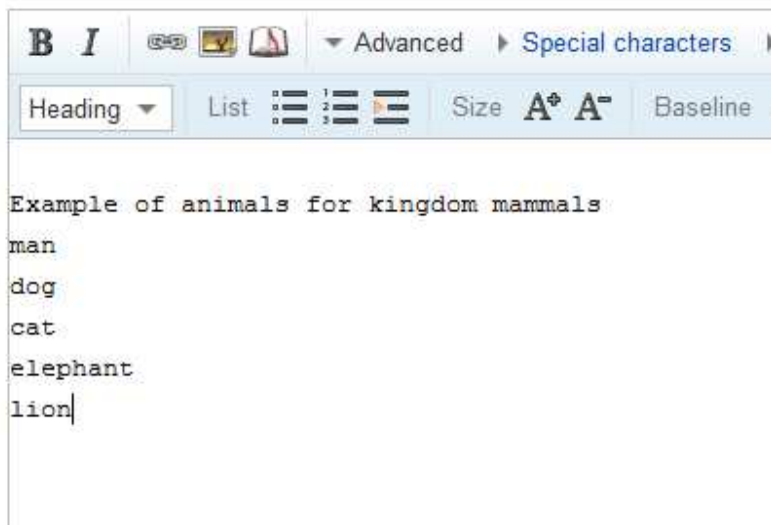 B I Advanced Special characters
Heading List Size A+ A- Baseline
Example of animals for kingdom mammals
man
dog
cat
elephant
lion